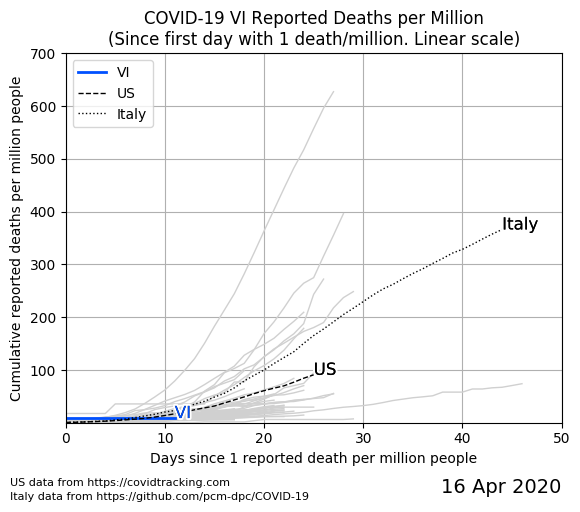 COVID-19 VI Reported Deaths per Million
(Since first day with 1 death/million. Linear scale)
700
600
500
400
300
200
100
VI
US
Italy
Italy
US
VI
0
10
20
30
40
50
Cumulative reported deaths per million people
Days since 1 reported death per million people
US data from https://covidtracking.com
Italy data from https://github.com/pcm-dpc/COVID-19
16 Apr 2020